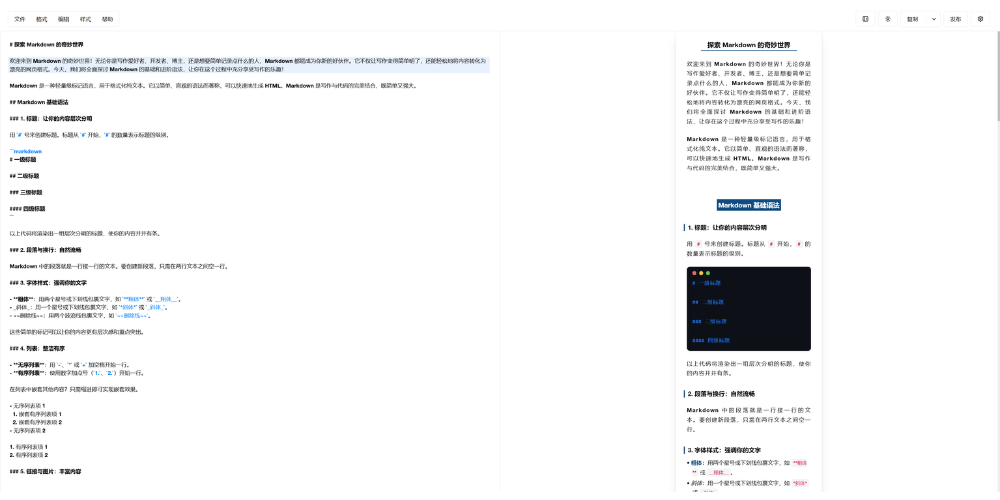 文件 格式 编辑 样式 帮助
复制 发布
# 探索 Markdown 的奇妙世界
欢迎来到 Markdown 的奇妙世界！无论你是写作爱好者、开发者、博主，还是想要简单记录点什么的人，Markdown 都能成为你新的好伙伴。它不仅让写作变得简单明了，还能轻松地将内容转化为
漂亮的网页格式。今天，我们将全面探讨 Markdown 的基础和进阶语法，让你在这个过程中充分享受写作的乐趣！
Markdown 是一种轻量级标记语言，用于格式化纯文本。它以简单、直观的语法而著称，可以快速地生成 HTML。Markdown 是写作与代码的完美结合，既简单又强大。
## Markdown 基础语法
### 1. 标题：让你的内容层次分明
用 `#` 号来创建标题。标题从 `#` 开始，`#` 的数量表示标题的级别。
```markdown
# 一级标题
## 二级标题
### 三级标题
#### 四级标题
```
以上代码将渲染出一组层次分明的标题，使你的内容井井有条。
### 2. 段落与换行：自然流畅
Markdown 中的段落就是一行接一行的文本。要创建新段落，只需在两行文本之间空一行。
### 3. 字体样式：强调你的文字
- **粗体**：用两个星号或下划线包裹文字，如 `**粗体**` 或 `__粗体__`。
- _斜体_：用一个星号或下划线包裹文字，如 `*斜体*` 或 `_斜体_`。
- ~~删除线~~：用两个波浪线包裹文字，如 `~~删除线~~`。
这些简单的标记可以让你的内容更有层次感和重点突出。
### 4. 列表：整洁有序
- **无序列表**：用 `-`、`*` 或 `+` 加空格开始一行。
- **有序列表**：使用数字加点号（`1.`、`2.`）开始一行。
在列表中嵌套其他内容？只需缩进即可实现嵌套效果。
- 无序列表项 1
1. 嵌套有序列表项 1
2. 嵌套有序列表项 2
- 无序列表项 2
1. 有序列表项 1
2. 有序列表项 2
### 5. 链接与图片：丰富内容
探索 Markdown 的奇妙世界
欢迎来到 Markdown 的奇妙世界！无论你是
写作爱好者、开发者、博主，还是想要简单记
录点什么的人，Markdown 都能成为你新的
好伙伴。它不仅让写作变得简单明了，还能轻
松地将内容转化为漂亮的网页格式。今天，我
们将全面探讨 Markdown 的基础和进阶语
法，让你在这个过程中充分享受写作的乐趣！
Markdown 是一种轻量级标记语言，用于格
式化纯文本。它以简单、直观的语法而著称，
可以快速地生成 HTML。Markdown 是写作
与代码的完美结合，既简单又强大。
Markdown 基础语法
1. 标题：让你的内容层次分明
用 # 号来创建标题。标题从 # 开始，# 的
数量表示标题的级别。
# 一级标题
## 二级标题
### 三级标题
#### 四级标题
以上代码将渲染出一组层次分明的标题，使你
的内容井井有条。
2. 段落与换行：自然流畅
Markdown 中的段落就是一行接一行的文
本。要创建新段落，只需在两行文本之间空一
行。
3. 字体样式：强调你的文字
• 粗体：用两个星号或下划线包裹文字，如 **粗体
** 或 __粗体__。
• 斜体：用一个星号或下划线包裹文字，如 *斜体*